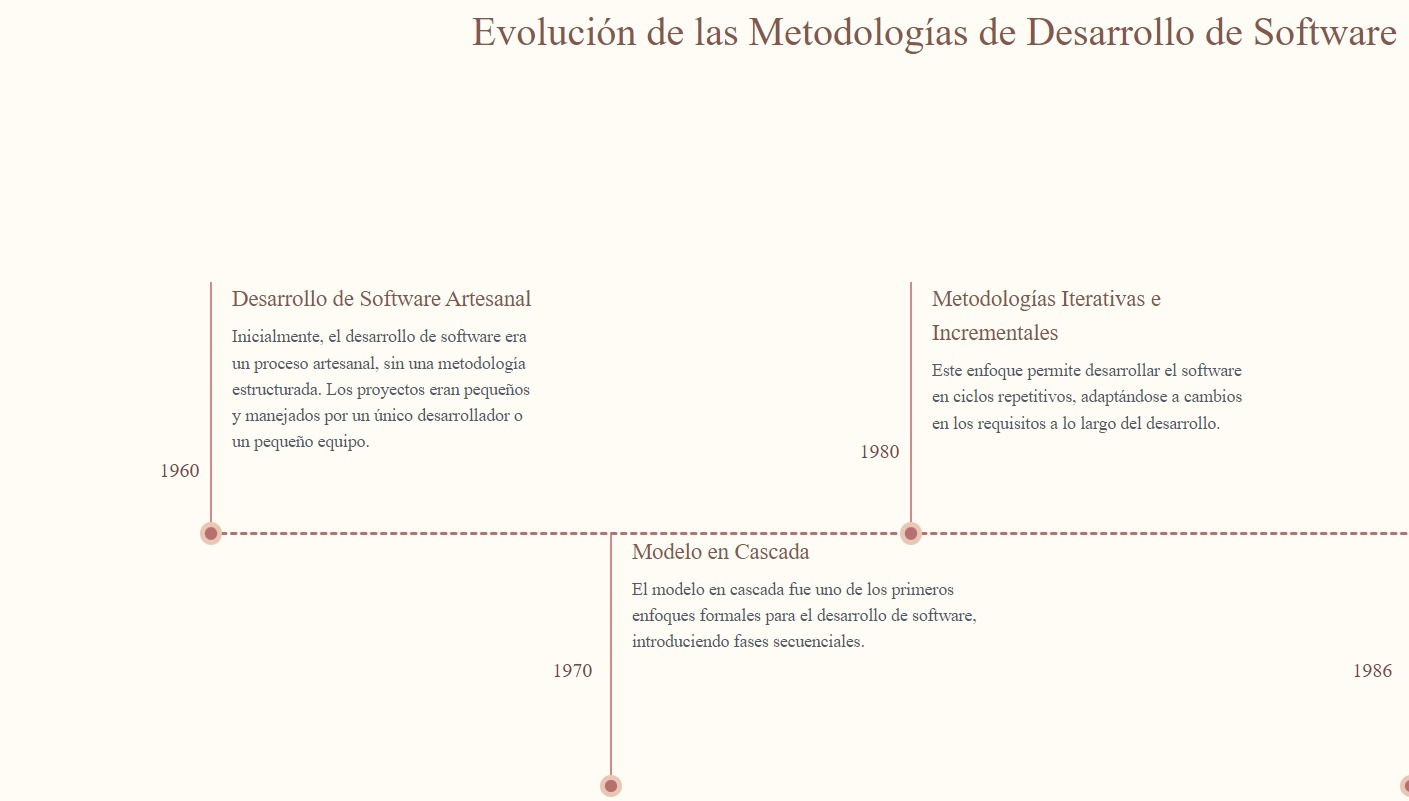 Evolución de las Metodologías de Desarrollo de Software
Desarrollo de Software Artesanal
Inicialmente, el desarrollo de software era
un proceso artesanal, sin una metodología
estructurada. Los proyectos eran pequeños
y manejados por un único desarrollador o
un pequeño equipo.
1960
Metodologías Iterativas e
Incrementales
Este enfoque permite desarrollar el software
en ciclos repetitivos, adaptándose a cambios
en los requisitos a lo largo del desarrollo.
1980
Modelo en Cascada
El modelo en cascada fue uno de los primeros
enfoques formales para el desarrollo de software,
introduciendo fases secuenciales.
1970
1986